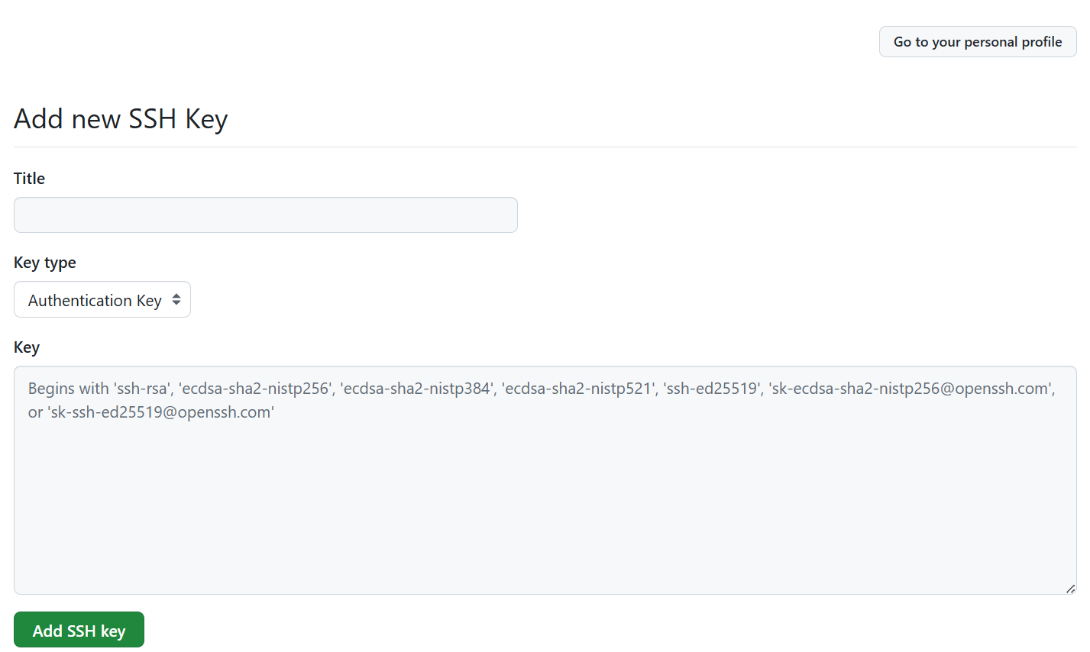 Go to your personal profile
Add new SSH Key
Title
Key type
Authentication Key
Key
Begins with 'ssh-rsa', 'ecdsa-sha2-nistp256', 'ecdsa-sha2-nistp384', 'ecdsa-sha2-nistp521', 'ssh-ed25519', 'sk-ecdsa-sha2-nistp256@openssh.com',
or 'sk-ssh-ed25519@openssh.com'
Add SSH key